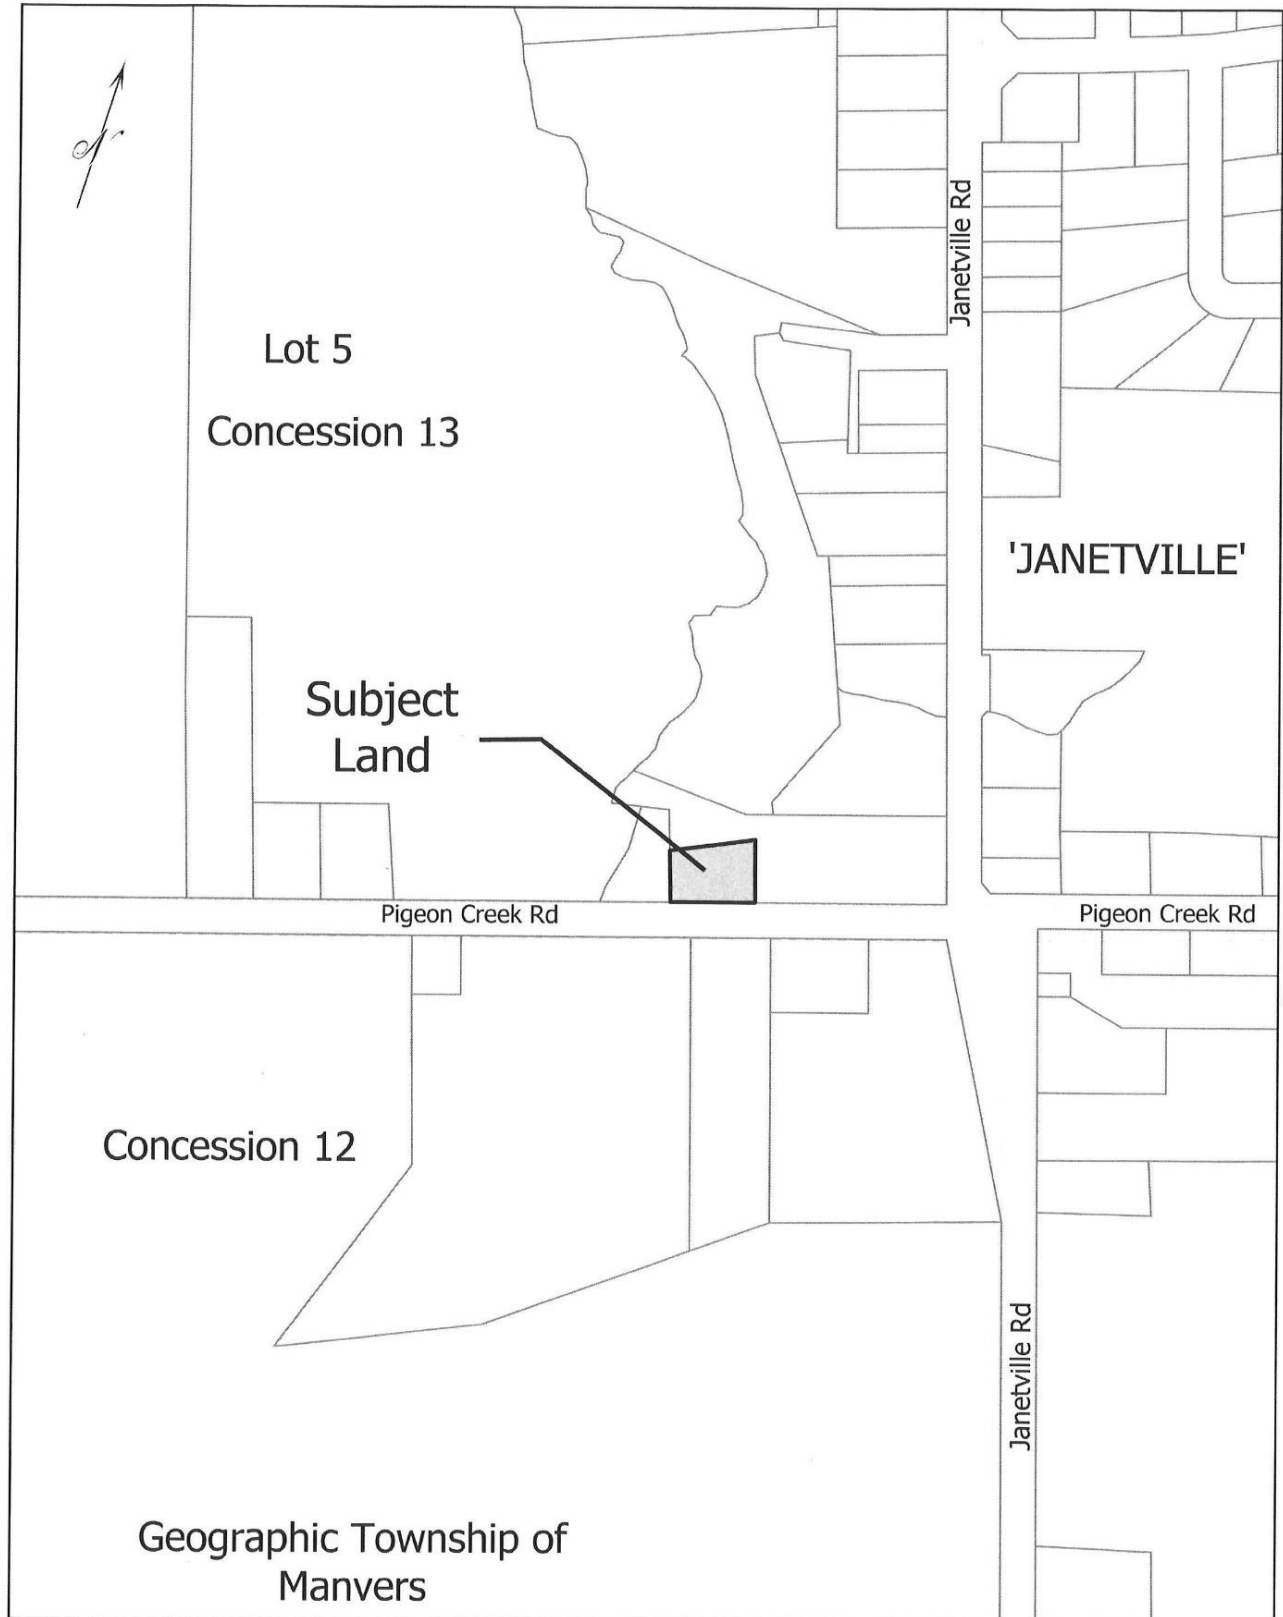 Janetville Rd
Lot 5
Concession 13
'JANETVILLE'
Subject
Land
Pigeon Creek Rd
Pigeon Creek Rd
Concession 12
Janetville Rd
Geographic Township of
Manvers